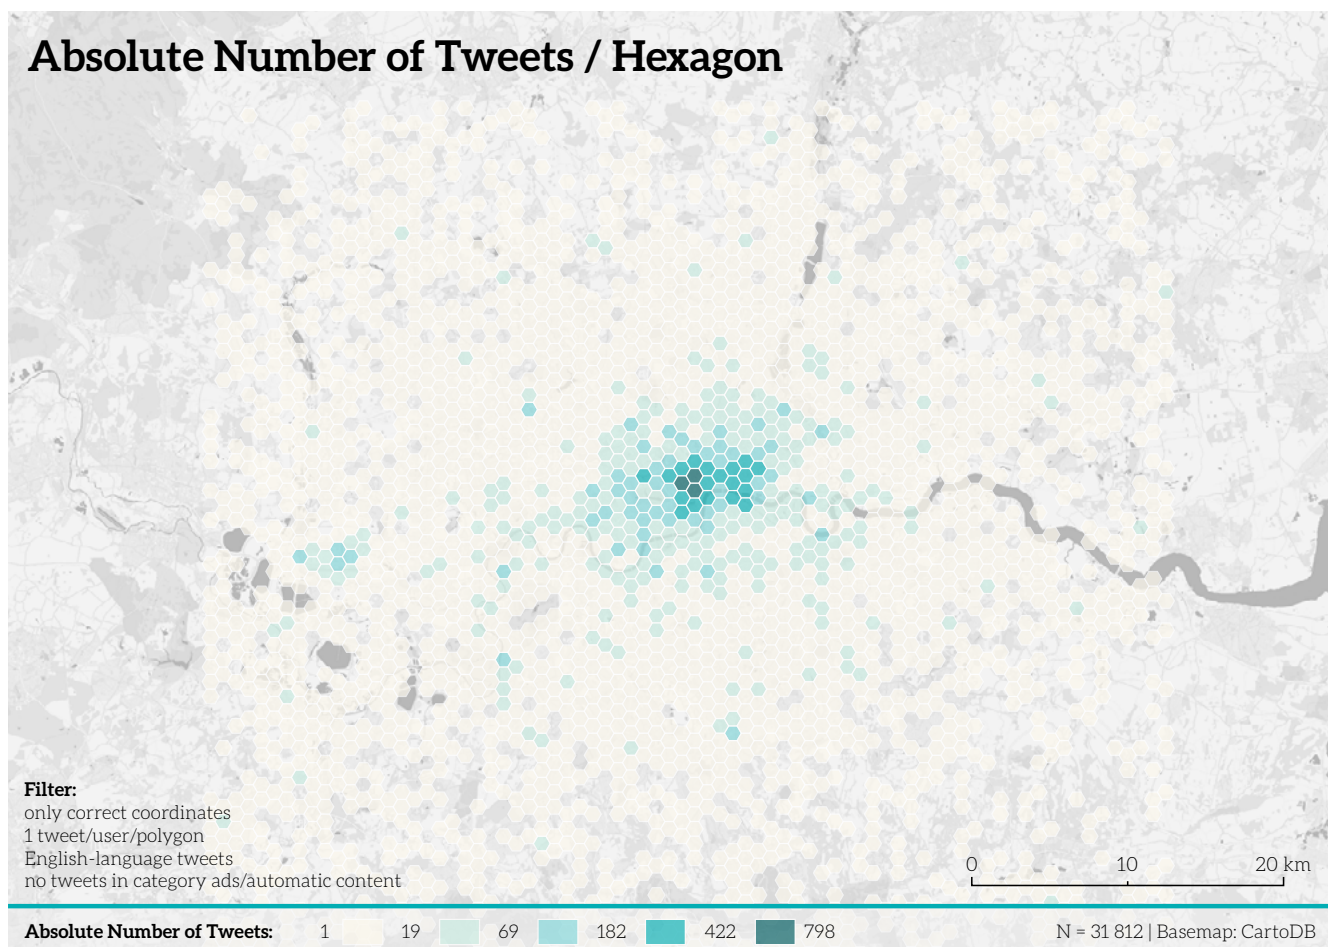 Absolute Number of Tweets / Hexagon
Filter:
only correct coordinates
1 tweet/user/polygon
English-language tweets
no tweets in category ads/automatic content
0 10 20 km
Absolute Number of Tweets: 1 19 69 182 422 798 N = 31 812 | Basemap: CartoDB